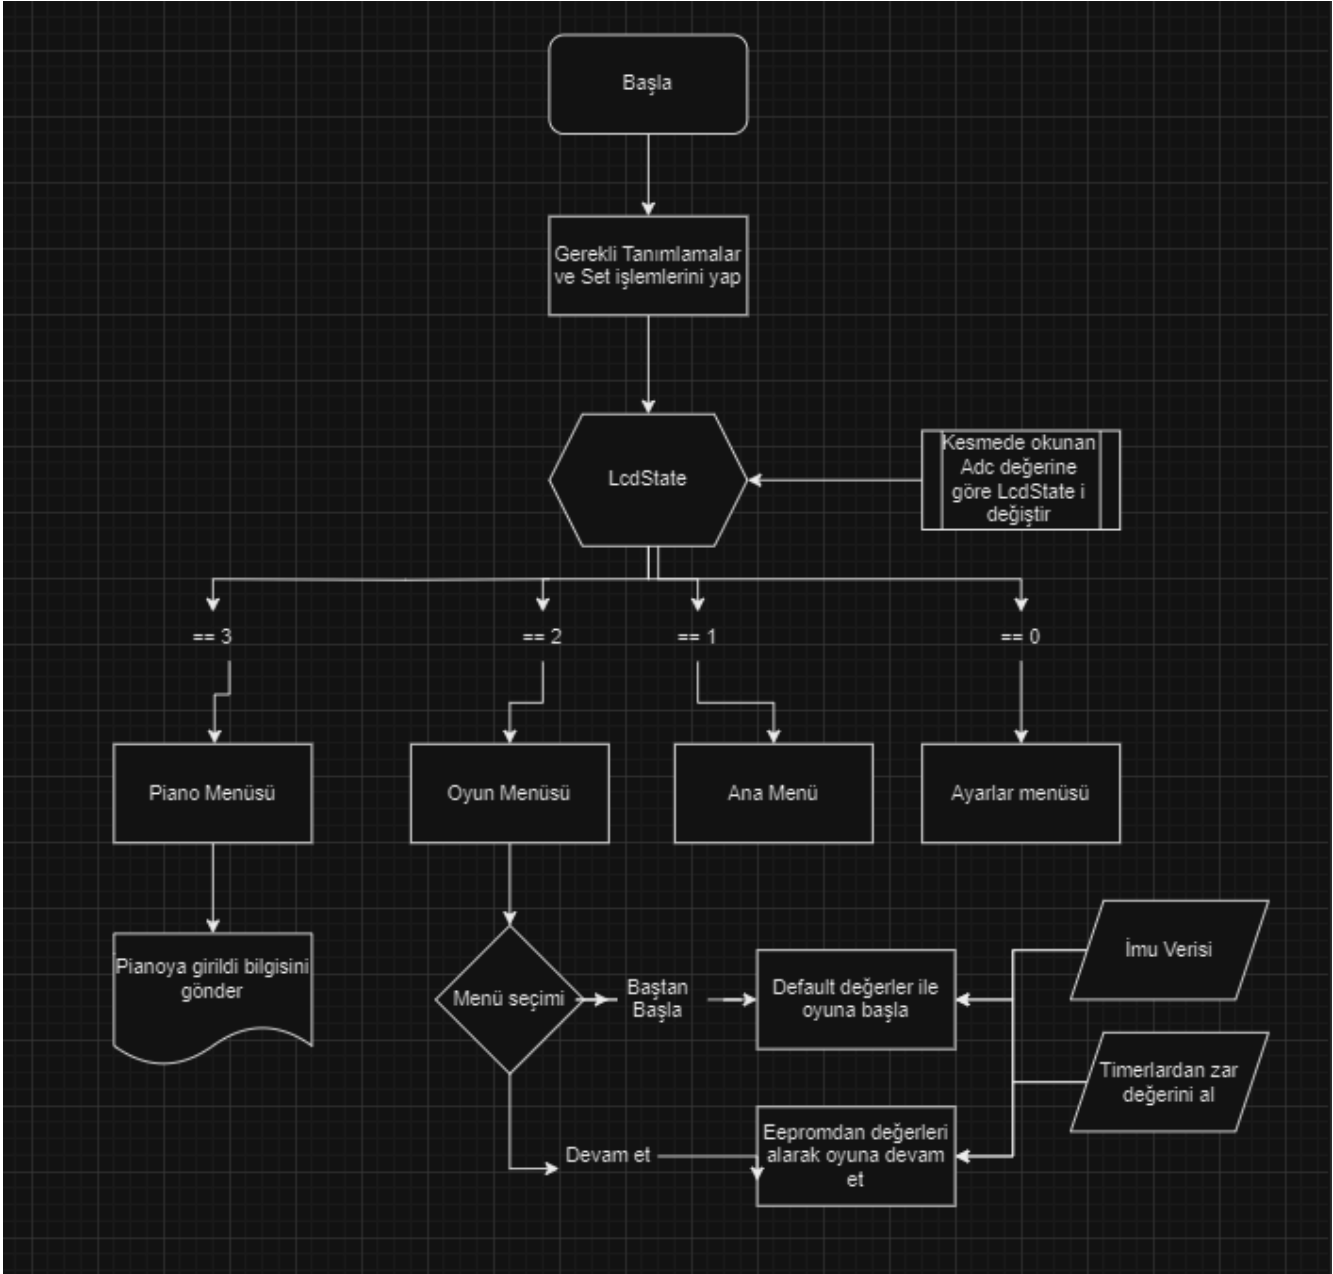 Başla
Gerekli Tanımlamalar
ve Set işlemlerini yap
LcdState
Kesmede okunan
Adc değerine
göre LcdState i
değiştir
== 3
== 2
== 1
== 0
Piano Menüsü
Oyun Menüsü
Ana Menü
Ayarlar menüsü
Pianoya girildi bilgisini
gönder
Menü seçimi
Baştan
Başla
Default değerler ile
oyuna başla
İmu Verisi
Timerlardan zar
değerini al
Devam et
Eepromdan değerleri
alarak oyuna devam
et